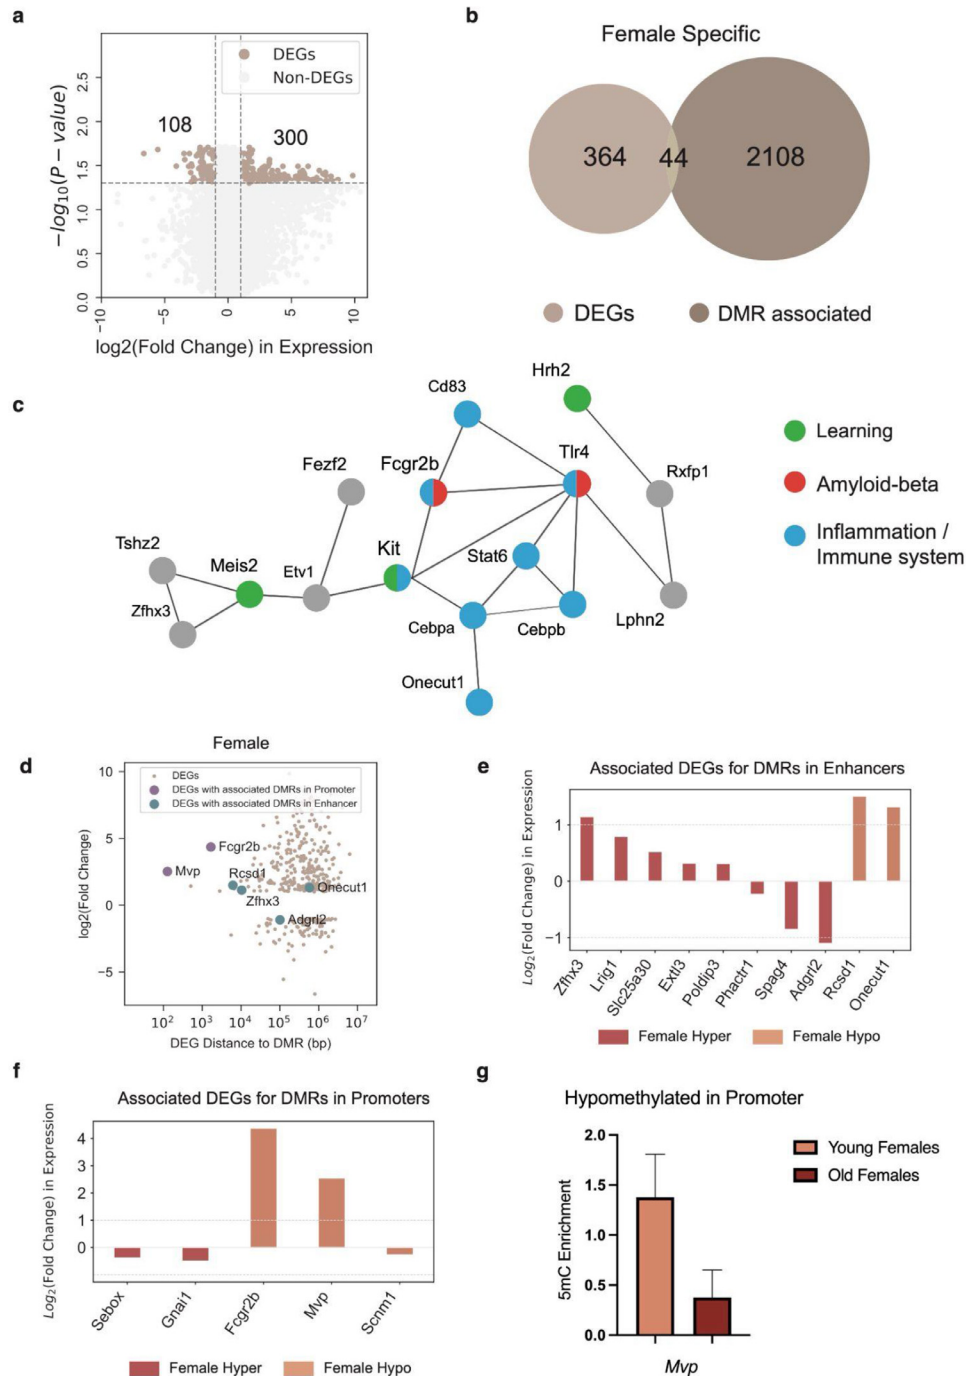 a
DEGs
Non-DEGs
108
300
−log10(P − value)
2.5
2.0
1.5
1.0
0.5
0.0
−10
−5
0
5
10
log2(Fold Change) in Expression
b
Female Specific
364
44
2108
DEGs
DMR associated
c
Hrh2
Cd83
Tlr4
Fcgr2b
Fezf2
Rxfp1
Tshz2
Meis2
Etv1
Kit
Stat6
Zfhx3
Cebpa
Cebpb
Lphn2
Onecut1
Learning
Amyloid-beta
Inflammation /
Immune system
d
Female
DEGs
DEGs with associated DMRs in Promoter
DEGs with associated DMRs in Enhancer
log2(Fold Change)
10
5
0
−5
Fcgr2b
Mvp
Rcsd1
Onecut1
Zfhx3
Adgrl2
10² 10³ 10⁴ 10⁵ 10⁶ 10⁷
DEG Distance to DMR (bp)
e
Associated DEGs for DMRs in Enhancers
Log2(Fold Change) in Expression
1
0
−1
Zfhx3
Lrig1
Slc25a30
Extl3
Poldip3
Phactr1
Spag4
Adgrl2
Rcsd1
Onecut1
Female Hyper
Female Hypo
f
Associated DEGs for DMRs in Promoters
Log2(Fold Change) in Expression
4
3
2
1
0
Sebox
Gnai1
Fcgr2b
Mvp
Scnm1
Female Hyper
Female Hypo
g
Hypomethylated in Promoter
5mC Enrichment
2.0
1.5
1.0
0.5
0.0
Mvp
Young Females
Old Females